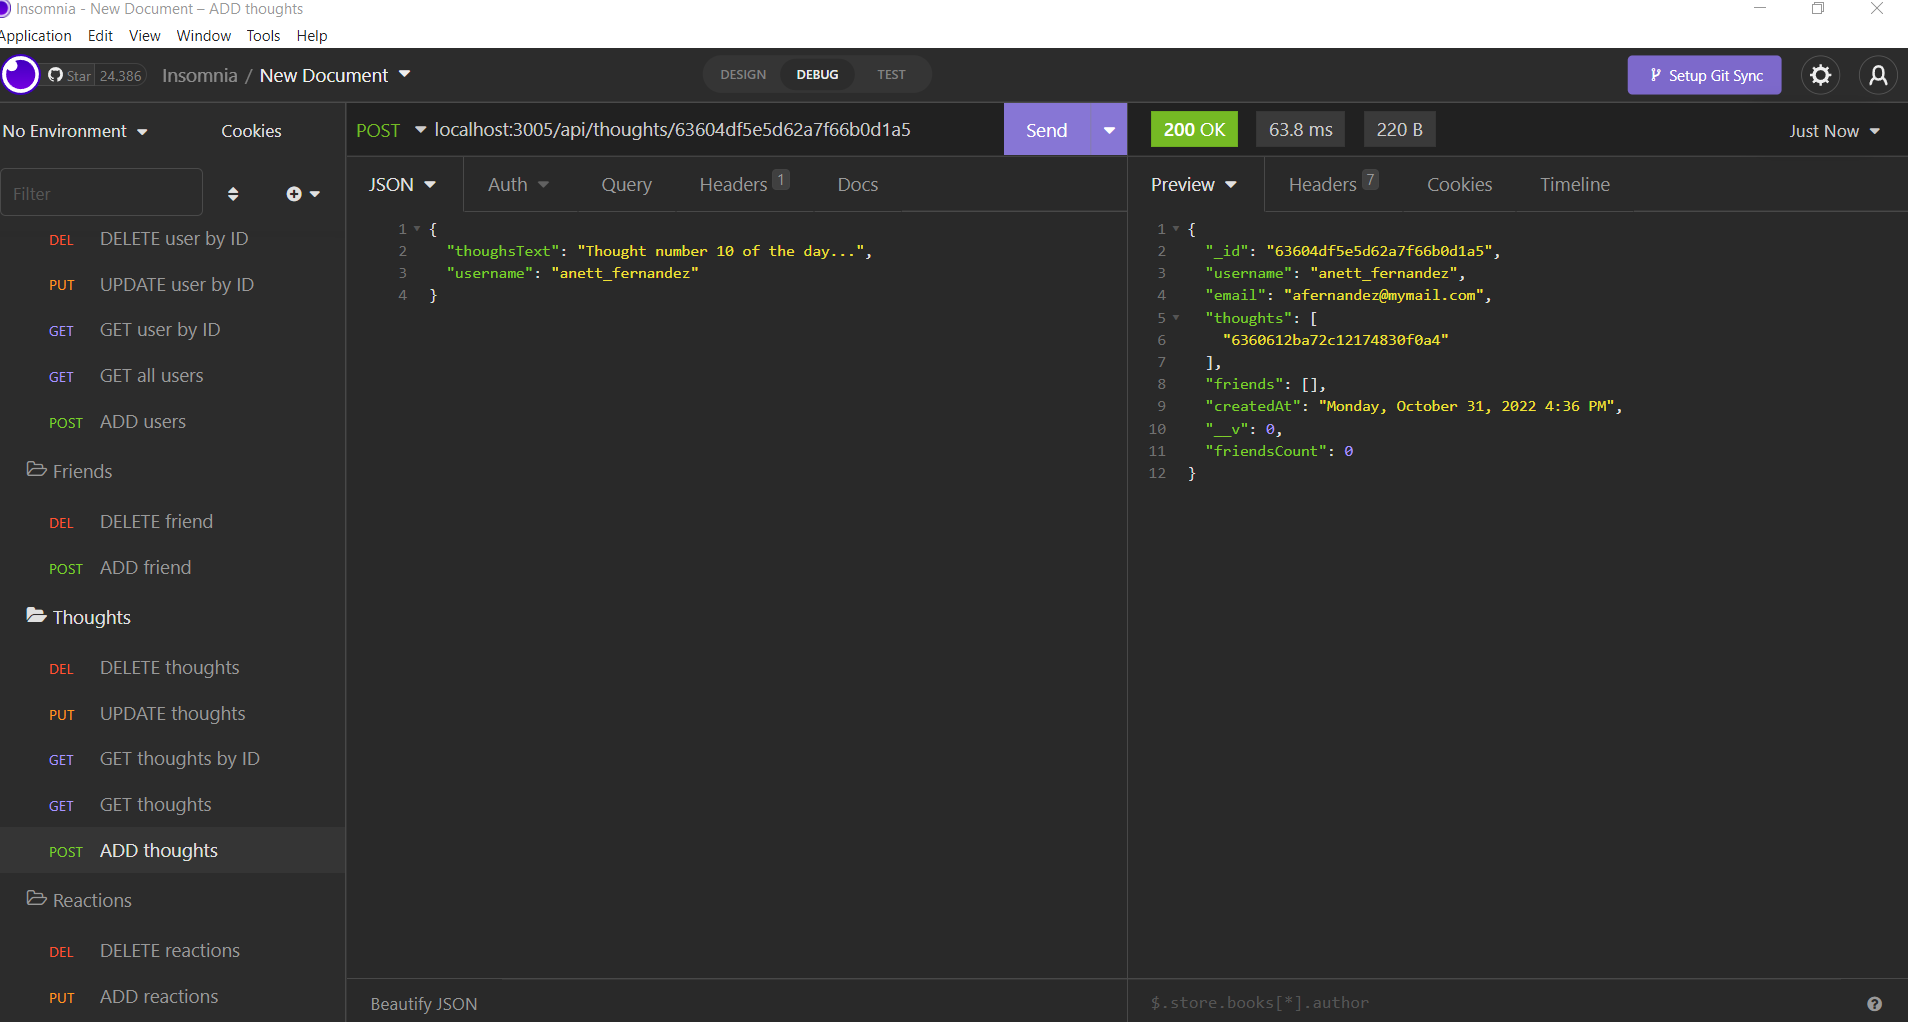 Insomnia - New Document – ADD thoughts
Application Edit View Window Tools Help
Star 24.386 Insomnia / New Document DESIGN DEBUG TEST Setup Git Sync
No Environment Cookies
POST localhost:3005/api/thoughts/63604df5e5d62a7f66b0d1a5 Send
200 OK 63.8 ms 220 B Just Now
Filter
DEL DELETE user by ID
PUT UPDATE user by ID
GET GET user by ID
GET GET all users
POST ADD users
Friends
DEL DELETE friend
POST ADD friend
Thoughts
DEL DELETE thoughts
PUT UPDATE thoughts
GET GET thoughts by ID
GET GET thoughts
POST ADD thoughts
Reactions
DEL DELETE reactions
PUT ADD reactions
JSON Auth Query Headers 1 Docs
1 {
2 "thoughsText": "Thought number 10 of the day...",
3 "username": "anett_fernandez"
4 }
Beautify JSON
Preview Headers 7 Cookies Timeline
1 {
2 "_id": "63604df5e5d62a7f66b0d1a5",
3 "username": "anett_fernandez",
4 "email": "afernandez@mymail.com",
5 "thoughts": [
6 "6360612ba72c12174830f0a4"
7 ],
8 "friends": [],
9 "createdAt": "Monday, October 31, 2022 4:36 PM",
10 "__v": 0,
11 "friendsCount": 0
12 }
$.store.books[*].author